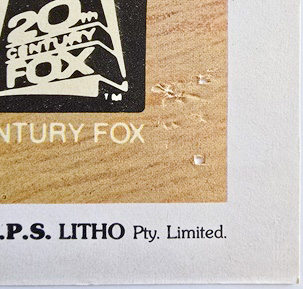 20th
CENTURY
FOX
TM
NTURY FOX
.P.S. LITHO Pty. Limited.